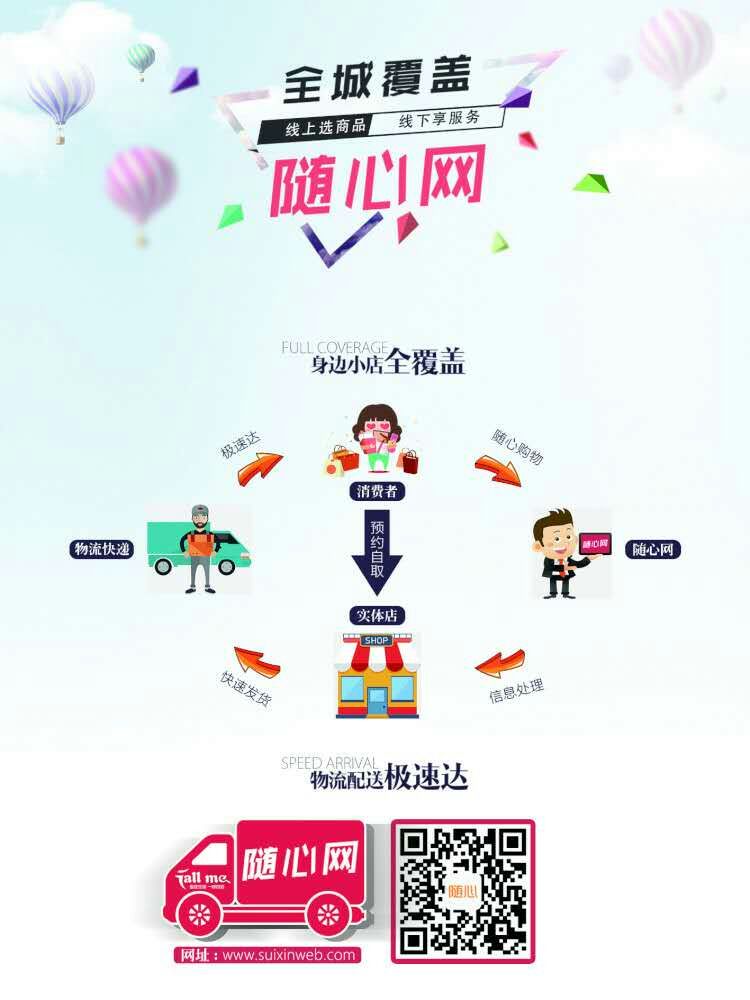 全城覆盖
线上选商品 线下享服务
随心网
FULL COVERAGE
身边小店全覆盖
极速达
随心购物
消费者
物流快递
预约自取
随心网
随心网
实体店
SHOP
快速发货
信息处理
SPEED ARRIVAL
物流配送极速达
随心网
all me
随心
网址：www.suixinweb.com